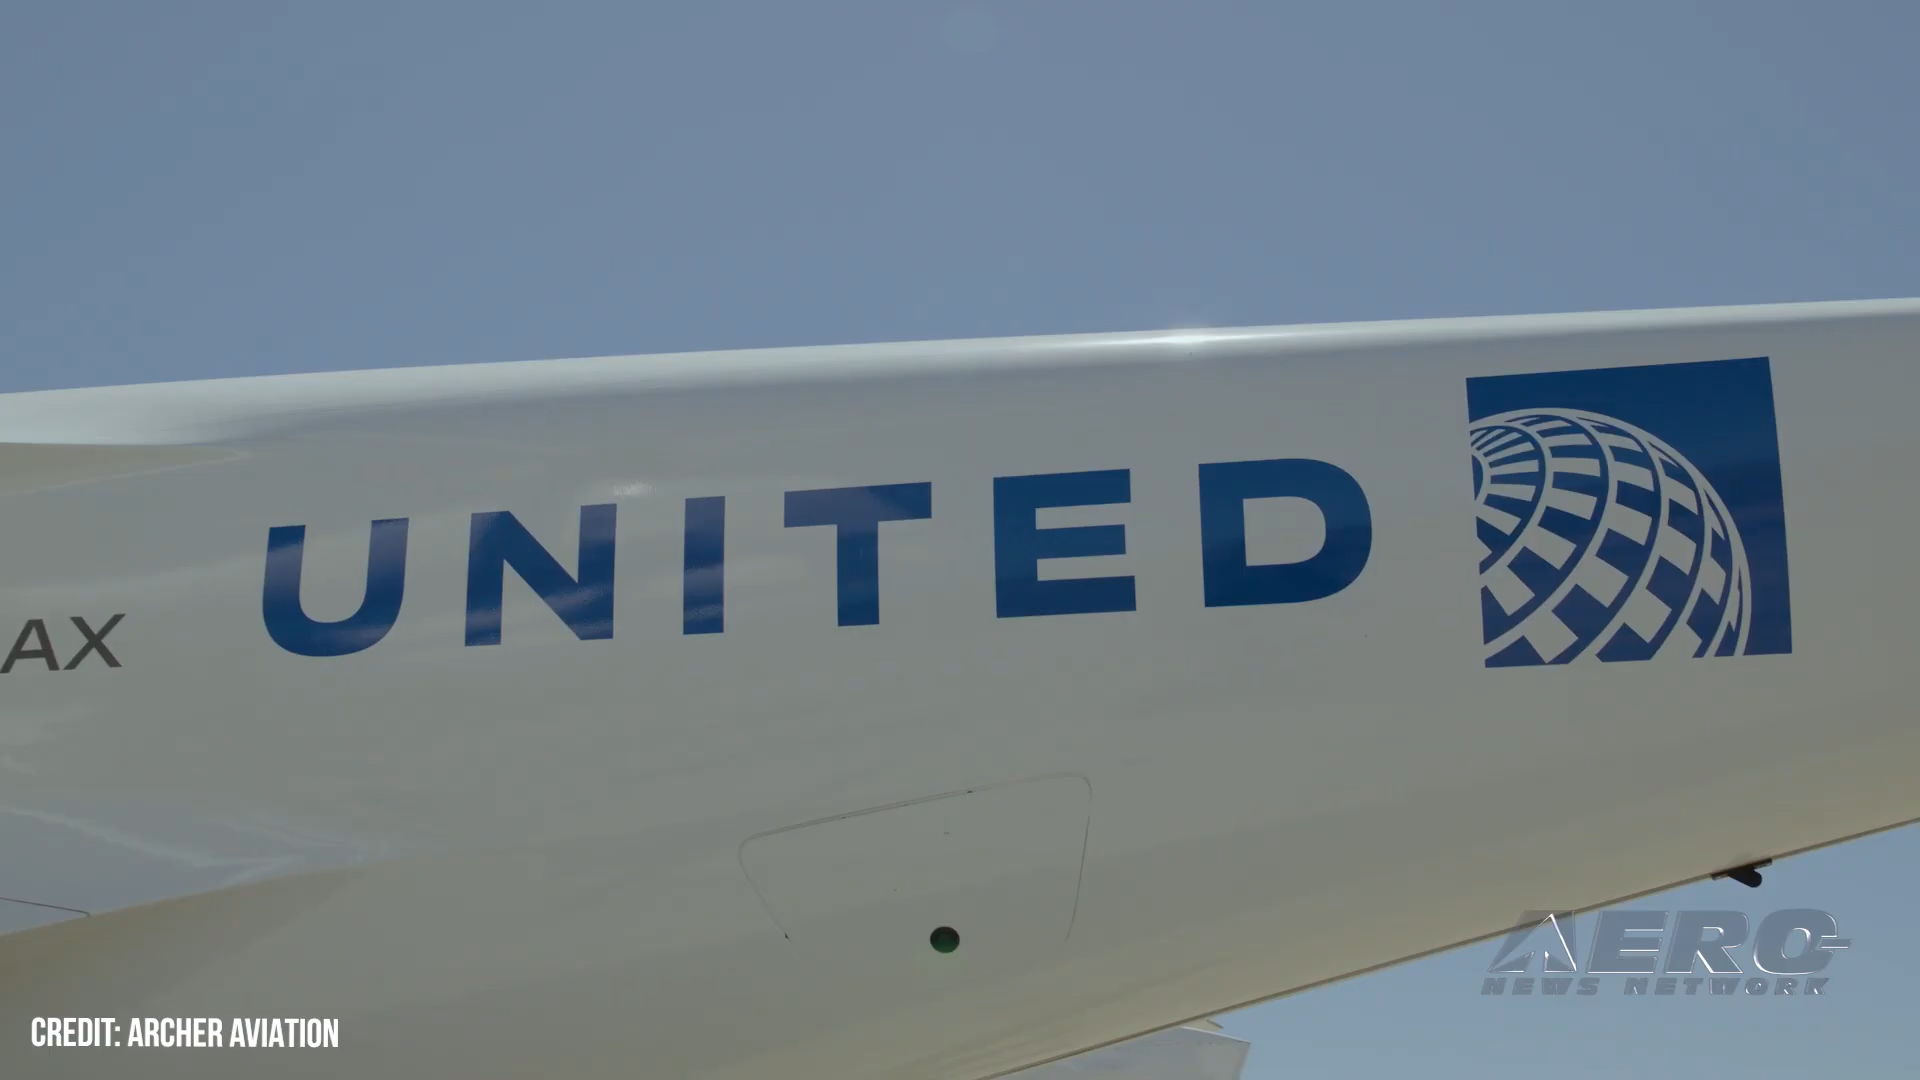 AX
UNITED
AERO-
NEWS NETWORK
CREDIT: ARCHER AVIATION